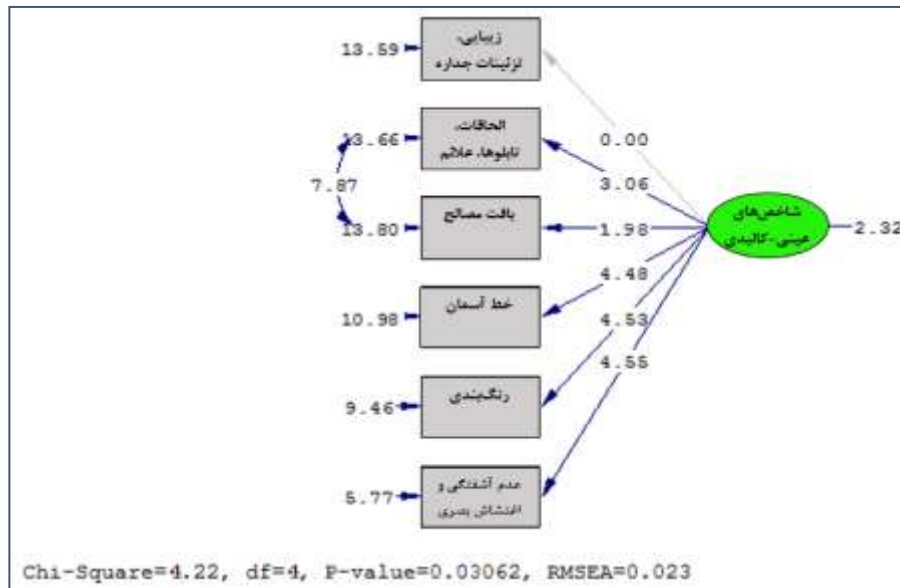 13.59
زیبایی،
تزئینات جداره
0.00
13.66
الحاقات،
تابلوها، علائم
3.06
7.87
13.80
بافت مصالح
1.98
شاخص‌های
عینی-کالبدی
2.32
4.48
10.98
خط آسمان
4.53
9.46
رنگ‌بندی
4.55
5.77
عدم آشفتگی و
اغتشاش بصری
Chi-Square=4.22, df=4, P-value=0.03062, RMSEA=0.023